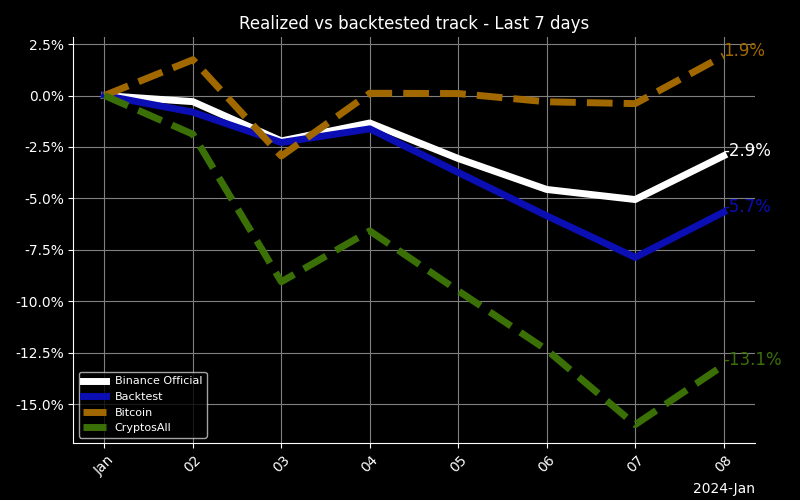 Realized vs backtested track - Last 7 days
2.5%
0.0%
-2.5%
-5.0%
-7.5%
-10.0%
-12.5%
-15.0%
1.9%
-2.9%
-5.7%
-13.1%
Binance Official
Backtest
Bitcoin
CryptosAll
Jan
02
03
04
05
06
07
08
2024-Jan